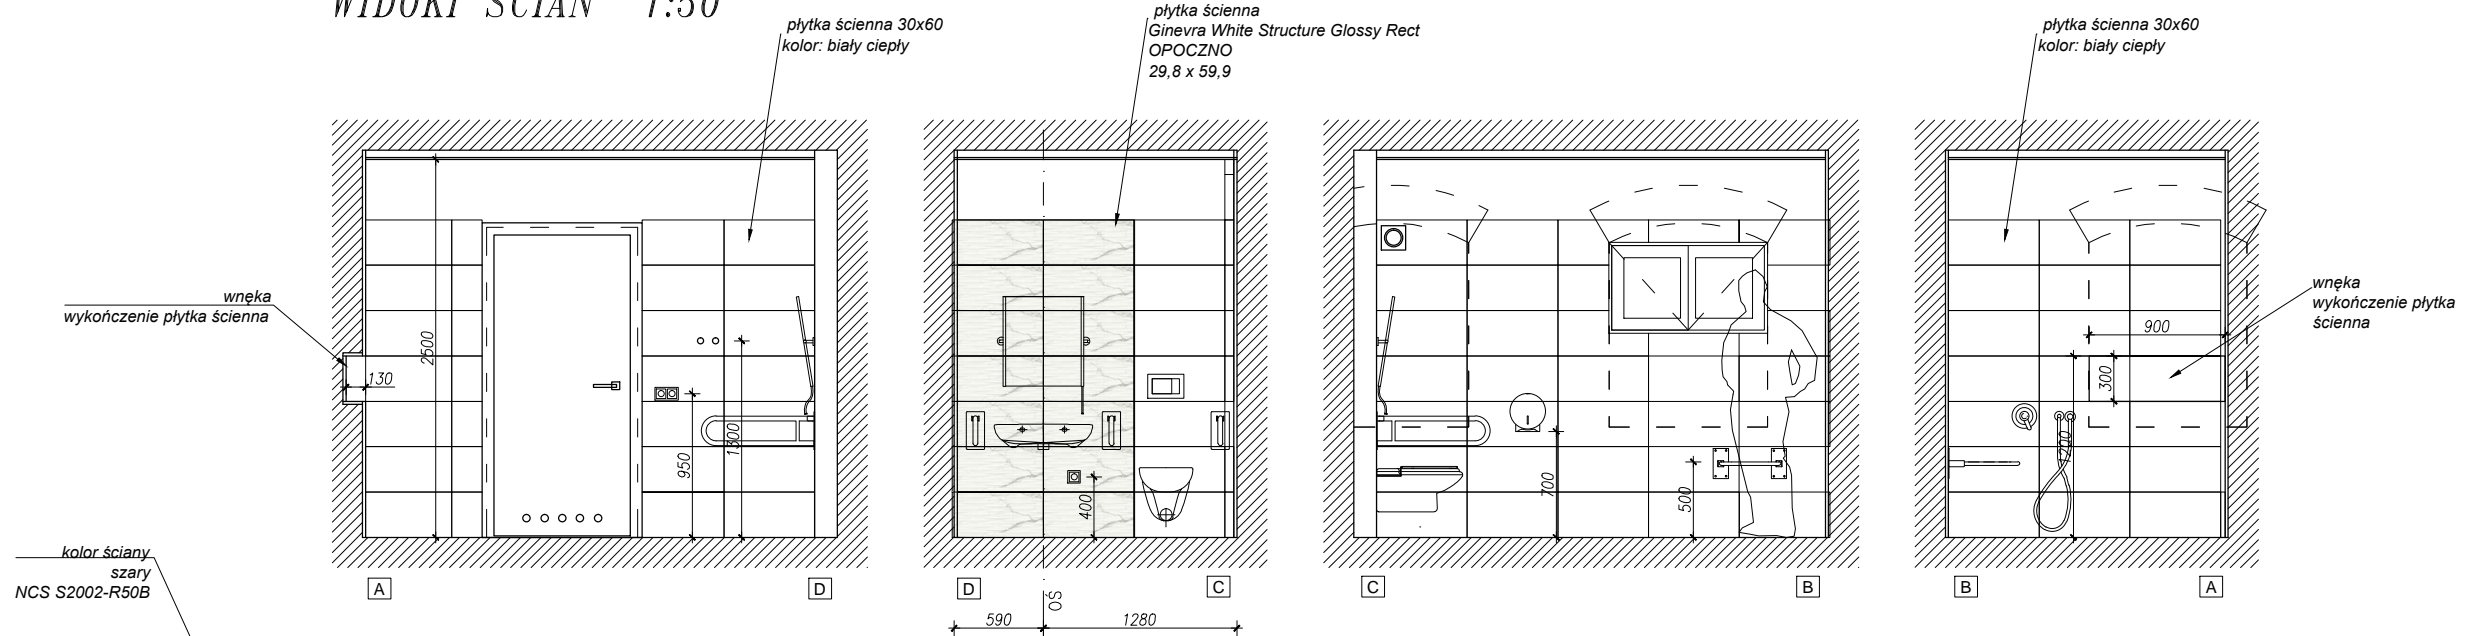 WIDOKI ŚCIAN 1:50
płytka ścienna 30x60
kolor: biały ciepły
płytka ścienna
Ginevra White Structure Glossy Rect
OPOCZNO
29,8 x 59,9
płytka ścienna 30x60
kolor: biały ciepły
wnęka
wykończenie płytka ścienna
130
2500
950
1300
400
700
500
900
300
1200
wnęka
wykończenie płytka
ścienna
kolor ściany
szary
NCS S2002-R50B
A
D
D
C
C
B
B
A
OŚ
590
1280